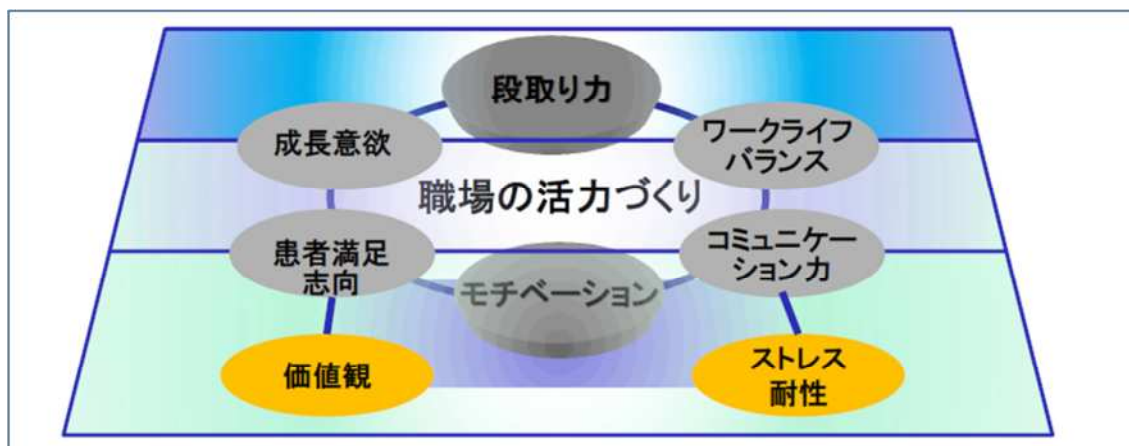 段取り力
成長意欲
ワークライフ
バランス
職場の活力づくり
患者満足
志向
コミュニケー
ション力
モチベーション
価値観
ストレス
耐性